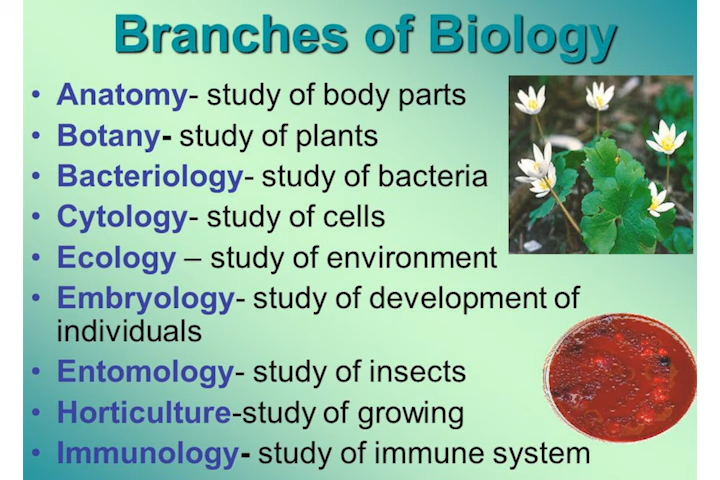 Branches of Biology
• Anatomy- study of body parts
• Botany- study of plants
• Bacteriology- study of bacteria
• Cytology- study of cells
• Ecology – study of environment
• Embryology- study of development of
individuals
• Entomology- study of insects
• Horticulture-study of growing
• Immunology- study of immune system